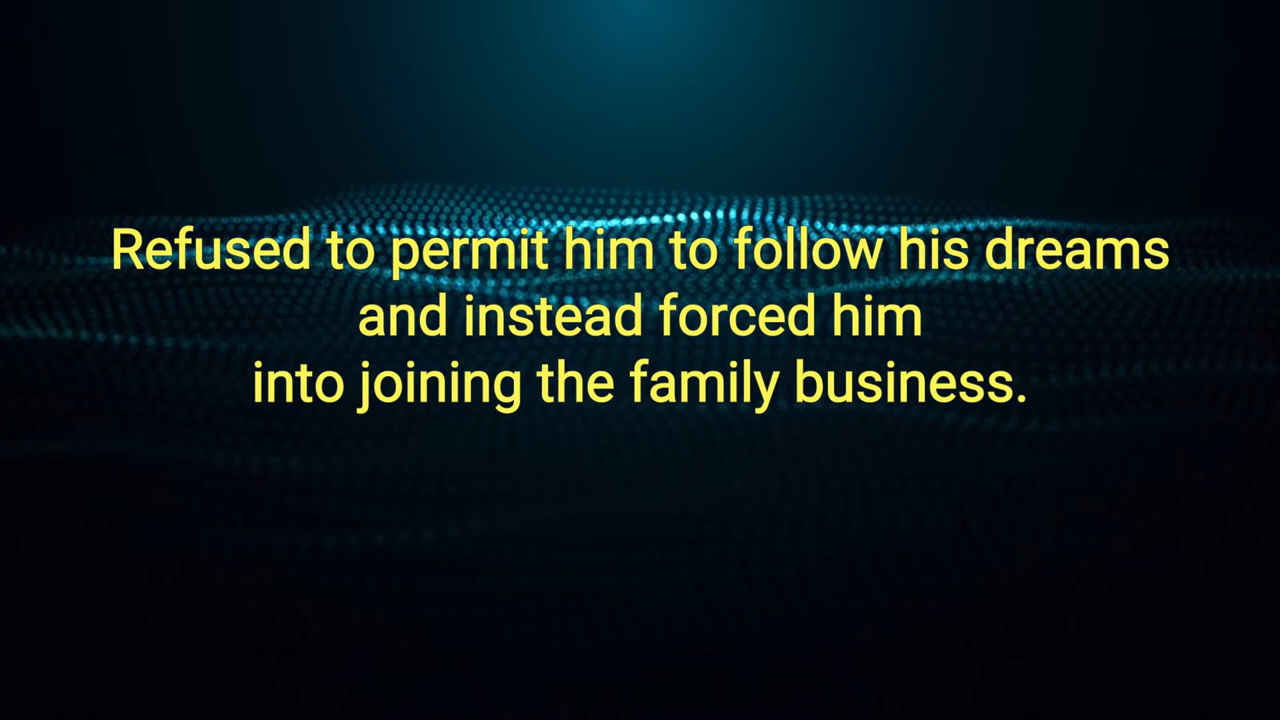 Refused to permit him to follow his dreams
and instead forced him
into joining the family business.